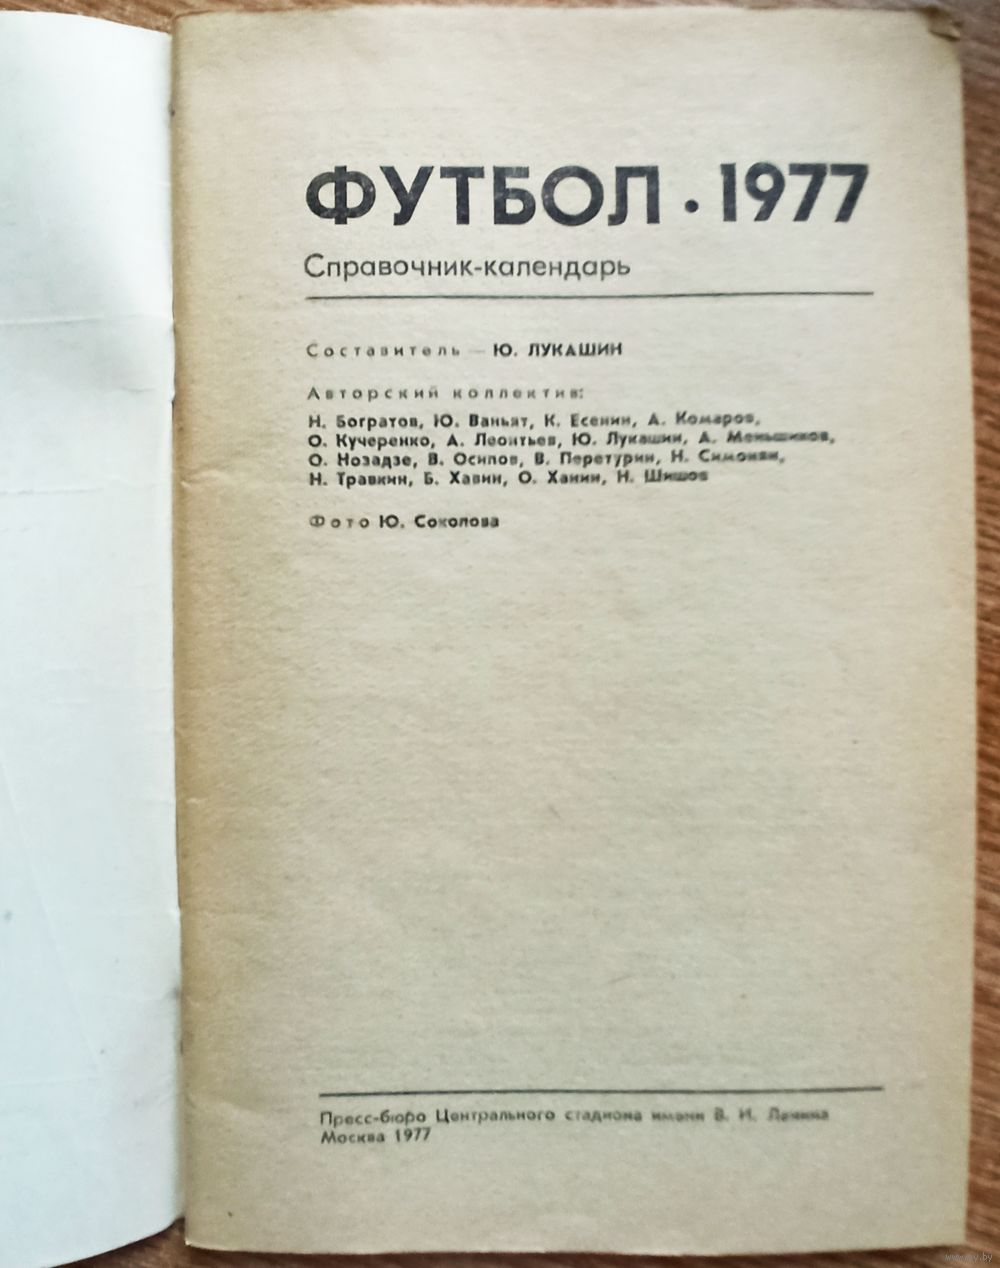 ФУТБОЛ · 1977
Справочник-календарь
Составитель — Ю. ЛУКАШИН
Авторский коллектив:
Н. Богратов, Ю. Ваньят, К. Есенин, А. Комаров,
О. Кучеренко, А. Леонтьев, Ю. Лукашин, А. Меньшиков,
О. Нозадзе, В. Осипов, В. Перетурин, Н. Симонян,
Н. Травкин, Б. Хавин, О. Ханин, Н. Шишов
Фото Ю. Соколова
Пресс-бюро Центрального стадиона имени В. И. Ленина
Москва 1977